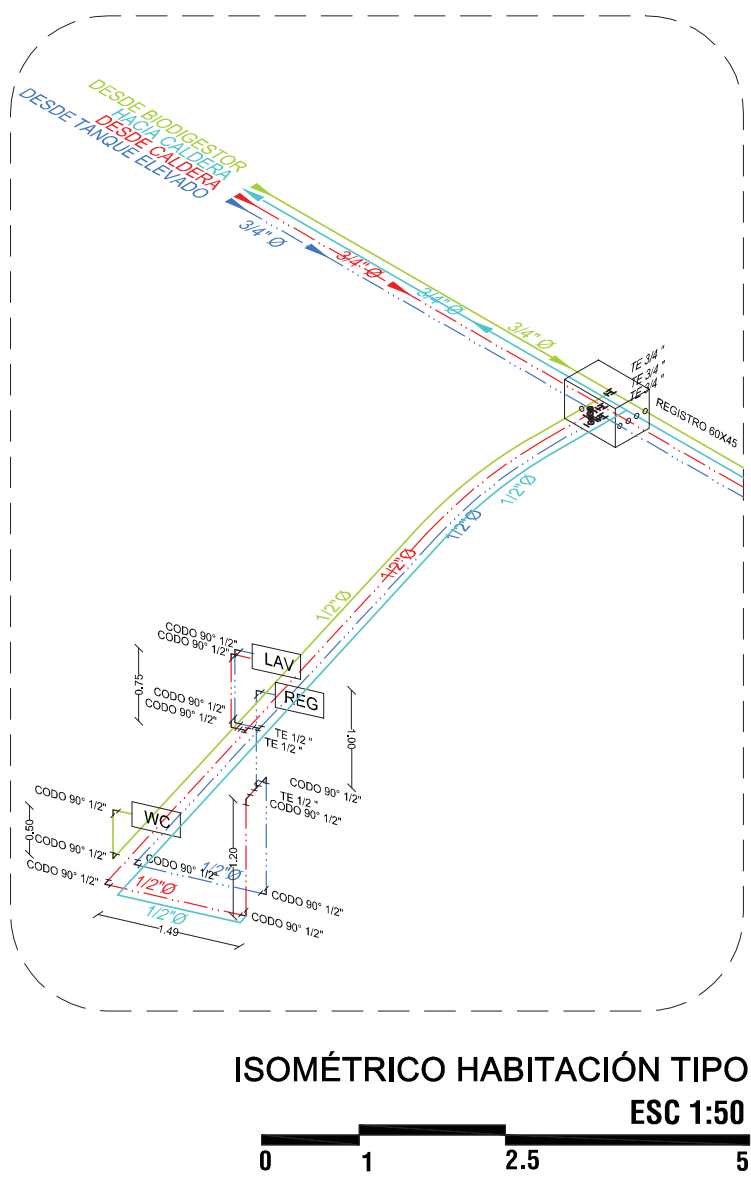 DESDE BIODIGESTOR
HACIA CALDERA
DESDE CALDERA
DESDE TANQUE ELEVADO
3/4" Ø
3/4" Ø
3/4" Ø
3/4" Ø
TE 3/4 "
TE 3/4 "
TE 3/4 "
REGISTRO 60X45
1/2"Ø
1/2"Ø
1/2"Ø
1/2"Ø
CODO 90° 1/2"
CODO 90° 1/2"
LAV
0.75
CODO 90° 1/2"
CODO 90° 1/2"
REG
1.00
TE 1/2 "
TE 1/2 "
CODO 90° 1/2"
TE 1/2 "
CODO 90° 1/2"
CODO 90° 1/2"
WC
0.50
1.20
CODO 90° 1/2"
CODO 90° 1/2"
CODO 90° 1/2"
1/2"Ø
1/2"Ø
CODO 90° 1/2"
1/2"Ø
CODO 90° 1/2"
1.49
ISOMÉTRICO HABITACIÓN TIPO
ESC 1:50
0 1 2.5 5